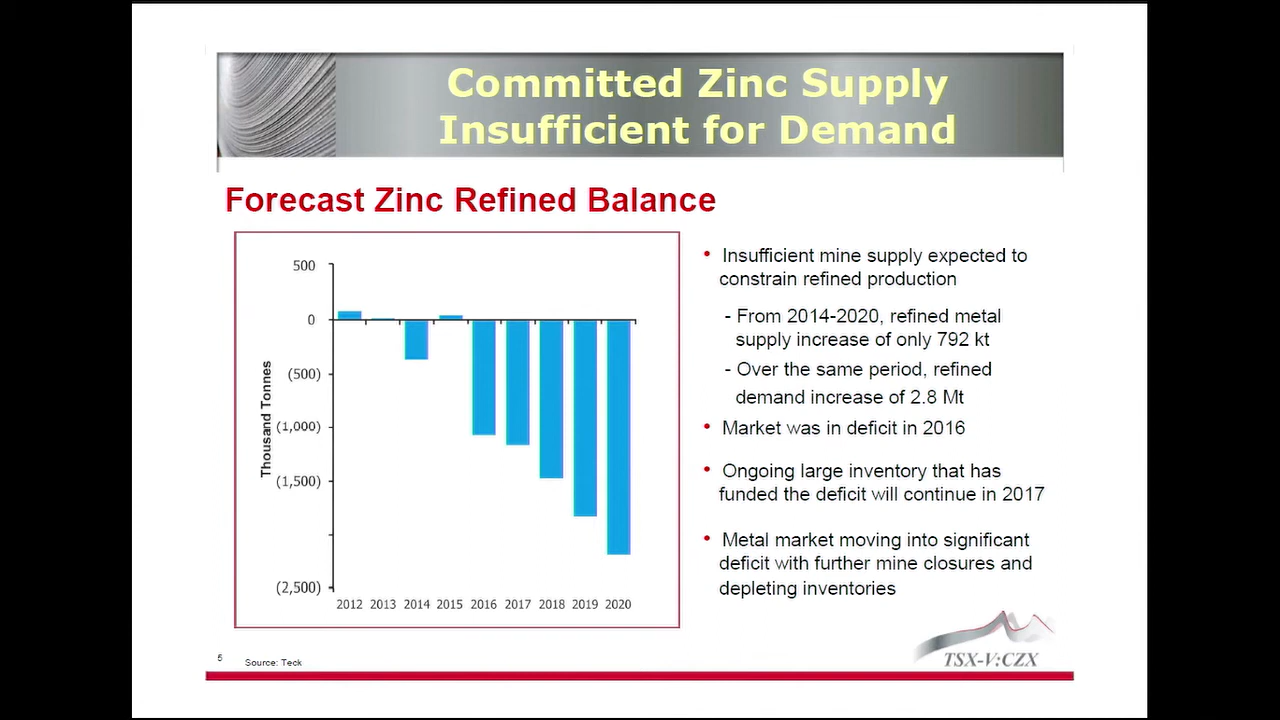 Committed Zinc Supply
Insufficient for Demand
Forecast Zinc Refined Balance
500
0
(500)
(1,000)
(1,500)
(2,500)
Thousand Tonnes
2012 2013 2014 2015 2016 2017 2018 2019 2020
• Insufficient mine supply expected to
constrain refined production
- From 2014-2020, refined metal
supply increase of only 792 kt
- Over the same period, refined
demand increase of 2.8 Mt
• Market was in deficit in 2016
• Ongoing large inventory that has
funded the deficit will continue in 2017
• Metal market moving into significant
deficit with further mine closures and
depleting inventories
5
Source: Teck
TSX-V:CZX